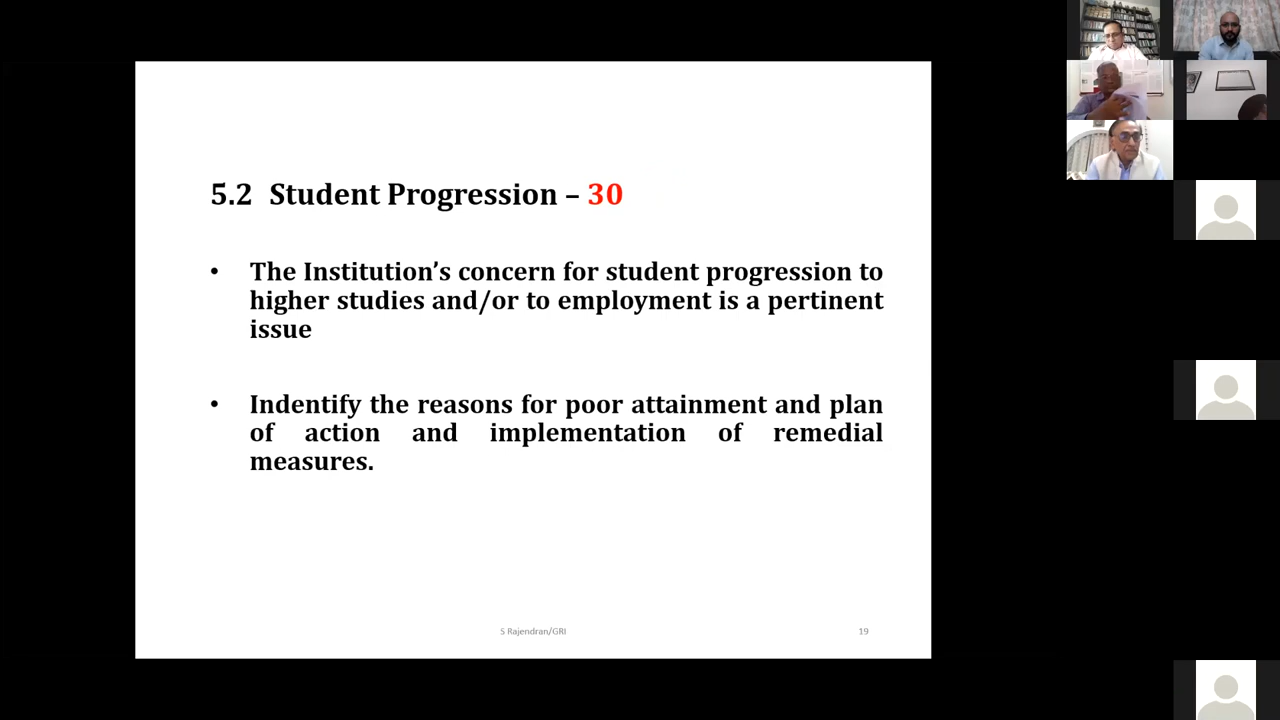 5.2 Student Progression – 30
• The Institution's concern for student progression to
higher studies and/or to employment is a pertinent
issue
• Indentify the reasons for poor attainment and plan
of action and implementation of remedial
measures.
S Rajendran/GRI
19